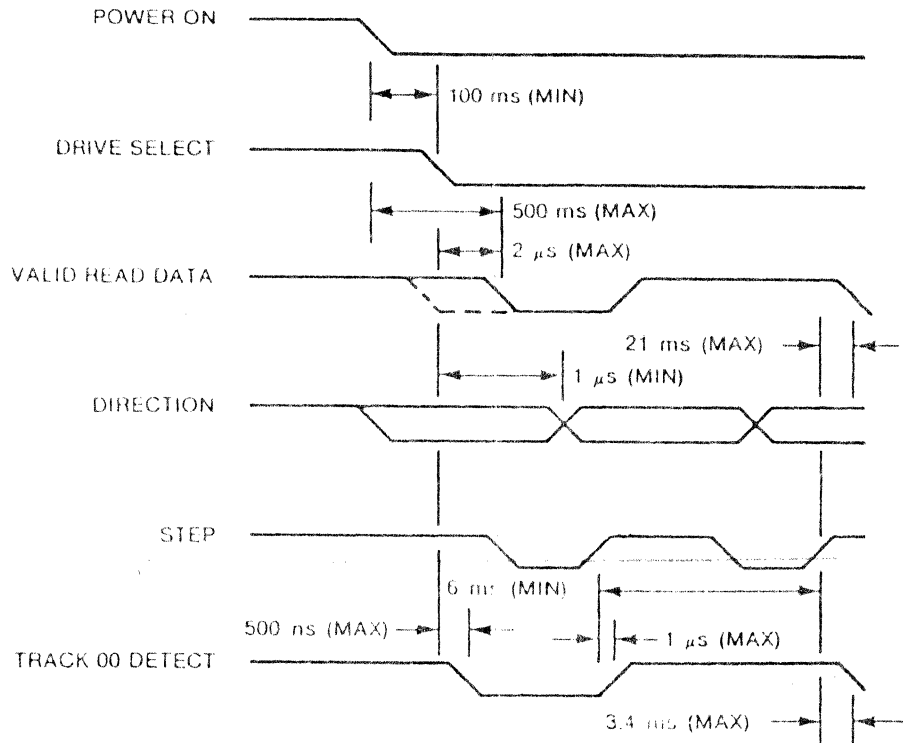 POWER ON
100 ms (MIN)
DRIVE SELECT
500 ms (MAX)
2 μs (MAX)
VALID READ DATA
21 ms (MAX)
1 μs (MIN)
DIRECTION
STEP
6 ms (MIN)
500 ns (MAX)
1 μs (MAX)
TRACK 00 DETECT
3.4 ms (MAX)